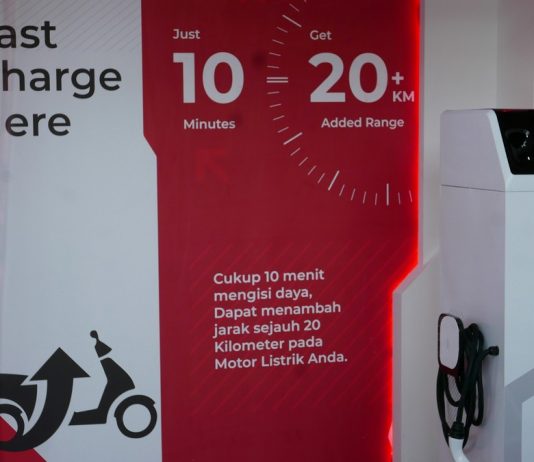 ast
harge
ere
Just
10
Minutes
Get
20+
KM
Added Range
Cukup 10 menit
mengisi daya,
Dapat menambah
jarak sejauh 20
Kilometer pada
Motor Listrik Anda.